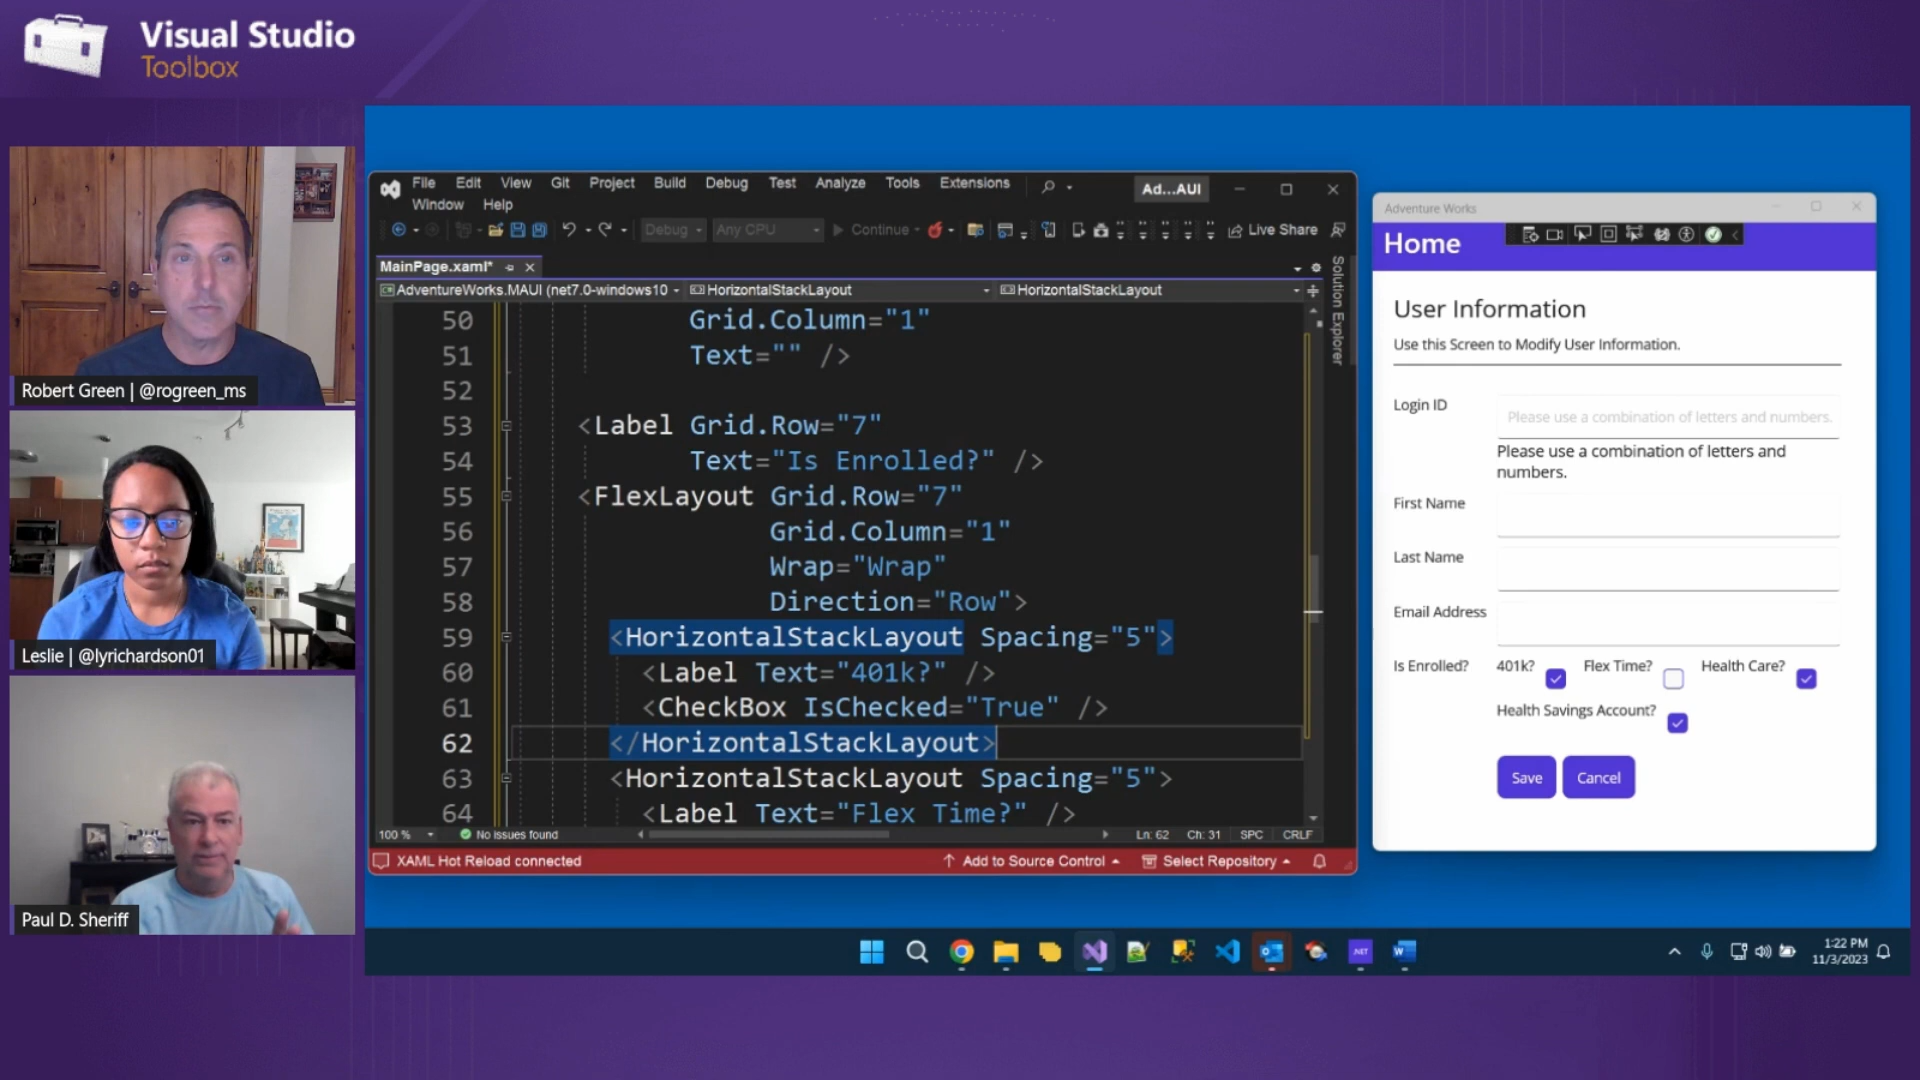 Visual Studio
Toolbox
Robert Green | @rogreen_ms
Leslie | @lyrichardson01
Paul D. Sheriff
File Edit View Git Project Build Debug Test Analyze Tools Extensions
Window Help
Ad...AUI
Debug Any CPU Continue Live Share
MainPage.xaml*
AdventureWorks.MAUI (net7.0-windows10 HorizontalStackLayout HorizontalStackLayout
Solution Explorer
50 Grid.Column="1"
51 Text="" />
52
53 <Label Grid.Row="7"
54 Text="Is Enrolled?" />
55 <FlexLayout Grid.Row="7"
56 Grid.Column="1"
57 Wrap="Wrap"
58 Direction="Row">
59 <HorizontalStackLayout Spacing="5">
60 <Label Text="401k?" />
61 <CheckBox IsChecked="True" />
62 </HorizontalStackLayout>
63 <HorizontalStackLayout Spacing="5">
64 <Label Text="Flex Time?" />
100 % No issues found Ln: 62 Ch: 31 SPC CRLF
XAML Hot Reload connected Add to Source Control Select Repository
Adventure Works
Home
User Information
Use this Screen to Modify User Information.
Login ID
Please use a combination of letters and numbers.
Please use a combination of letters and
numbers.
First Name
Last Name
Email Address
Is Enrolled? 401k? Flex Time? Health Care?
Health Savings Account?
Save Cancel
.NET
W
1:22 PM
11/3/2023